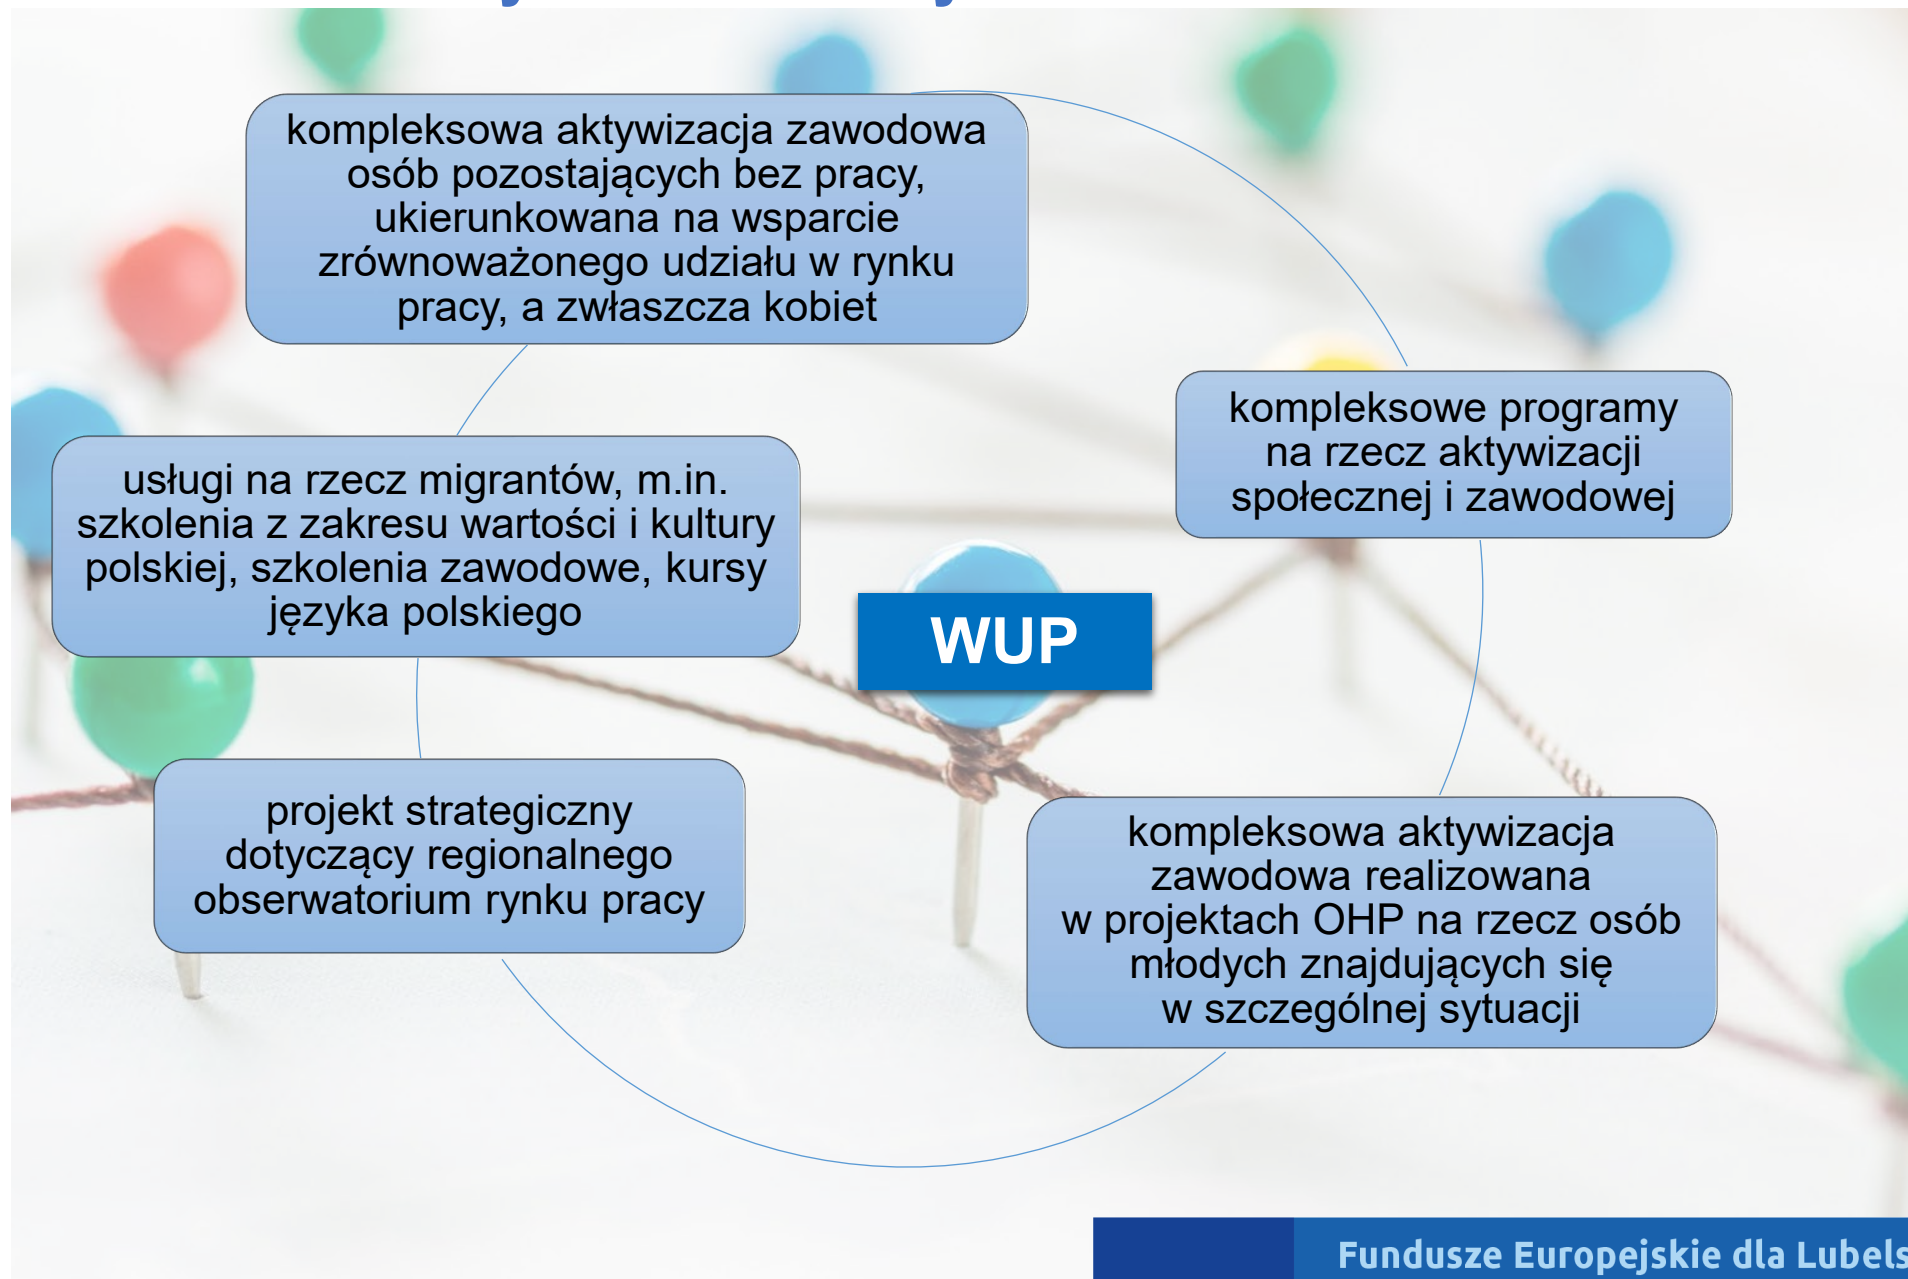 kompleksowa aktywizacja zawodowa
osób pozostających bez pracy,
ukierunkowana na wsparcie
zrównoważonego udziału w rynku
pracy, a zwłaszcza kobiet
kompleksowe programy
na rzecz aktywizacji
społecznej i zawodowej
usługi na rzecz migrantów, m.in.
szkolenia z zakresu wartości i kultury
polskiej, szkolenia zawodowe, kursy
języka polskiego
WUP
projekt strategiczny
dotyczący regionalnego
obserwatorium rynku pracy
kompleksowa aktywizacja
zawodowa realizowana
w projektach OHP na rzecz osób
młodych znajdujących się
w szczególnej sytuacji
Fundusze Europejskie dla Lubels